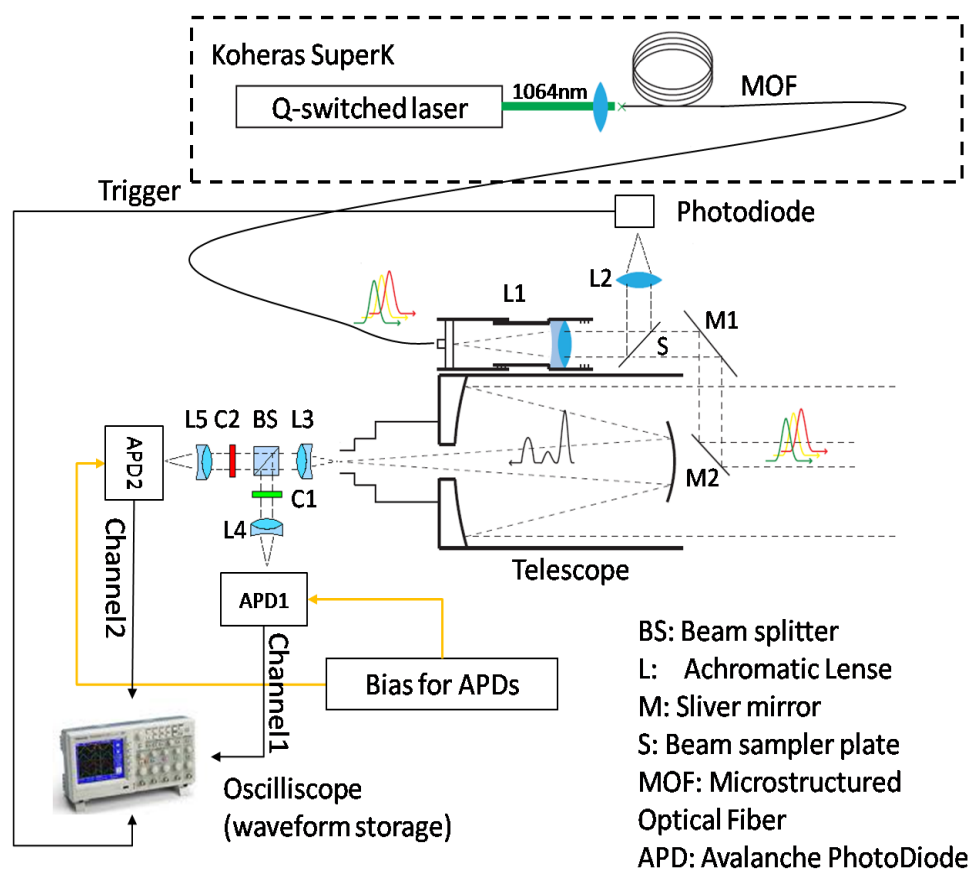 Koheras SuperK
Q-switched laser
1064nm
MOF
Trigger
Photodiode
L2
L1
M1
S
L5 C2 BS L3
APD2
M2
C1
L4
Channel2
Telescope
APD1
Channel1
Bias for APDs
Oscilliscope
(waveform storage)
BS: Beam splitter
L: Achromatic Lense
M: Sliver mirror
S: Beam sampler plate
MOF: Microstructured
Optical Fiber
APD: Avalanche PhotoDiode